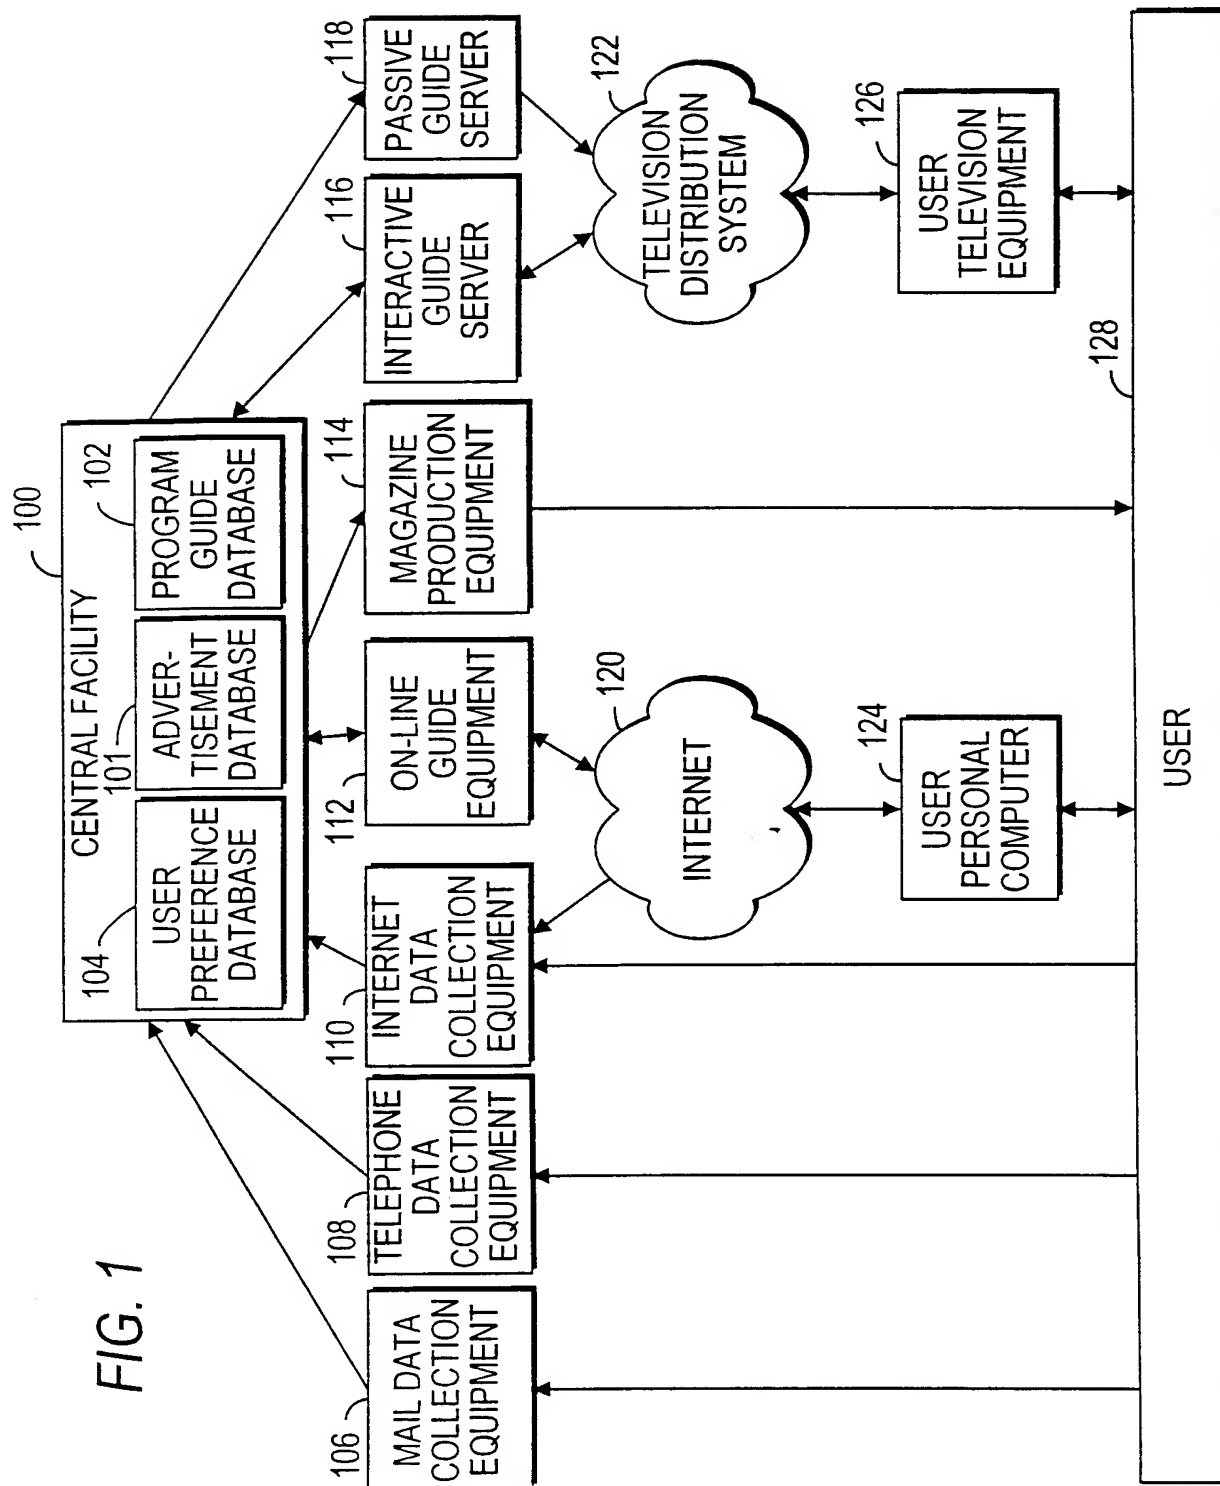 FIG. 1
100
CENTRAL FACILITY
104
USER
PREFERENCE
DATABASE
101
ADVER-
TISEMENT
DATABASE
102
PROGRAM
GUIDE
DATABASE
106
MAIL DATA
COLLECTION
EQUIPMENT
108
TELEPHONE
DATA
COLLECTION
EQUIPMENT
110
INTERNET
DATA
COLLECTION
EQUIPMENT
112
ON-LINE
GUIDE
EQUIPMENT
114
MAGAZINE
PRODUCTION
EQUIPMENT
116
INTERACTIVE
GUIDE
SERVER
118
PASSIVE
GUIDE
SERVER
120
INTERNET
122
TELEVISION
DISTRIBUTION
SYSTEM
124
USER
PERSONAL
COMPUTER
126
USER
TELEVISION
EQUIPMENT
128
USER